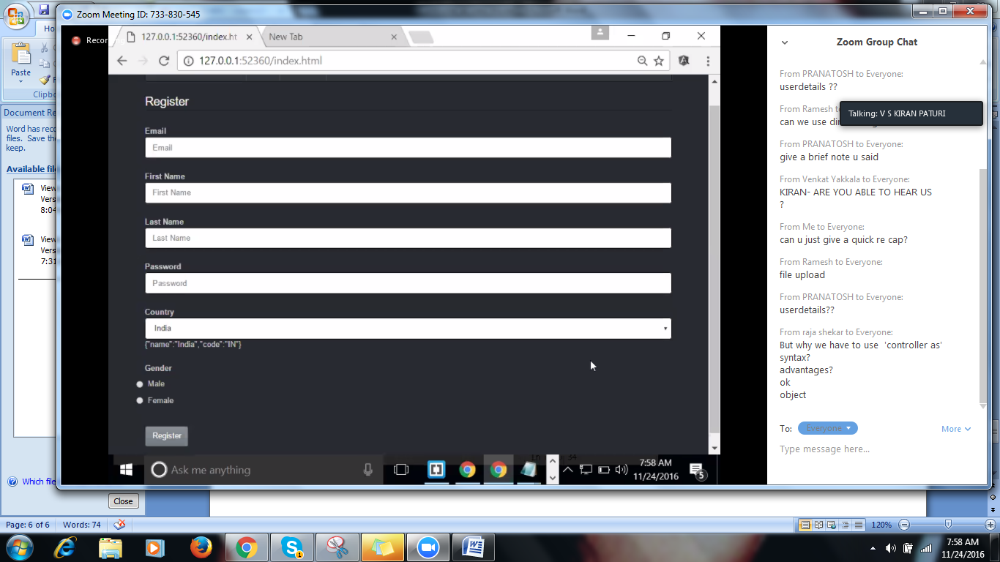 Zoom Meeting ID: 733-830-545
Ho
Paste
Clipbo
Document Re
Word has reco
files. Save the
keep.
Available file
View
Vers
8:04
View
Vers
7:31
Which file
Close
Recor
127.0.0.1:52360/index.ht
New Tab
127.0.0.1:52360/index.html
Register
Email
Email
First Name
First Name
Last Name
Last Name
Password
Password
Country
India
{"name":"India","code":"IN"}
Gender
Male
Female
Register
Ask me anything
7:58 AM
11/24/2016
5
Zoom Group Chat
From PRANATOSH to Everyone:
userdetails ??
From Ramesh to
can we use di
Talking: V S KIRAN PATURI
From PRANATOSH to Everyone:
give a brief note u said
From Venkat Yakkala to Everyone:
KIRAN- ARE YOU ABLE TO HEAR US
?
From Me to Everyone:
can u just give a quick re cap?
From Ramesh to Everyone:
file upload
From PRANATOSH to Everyone:
userdetails??
From raja shekar to Everyone:
But why we have to use 'controller as'
syntax?
advantages?
ok
object
To: Everyone
More
Type message here...
Page: 6 of 6
Words: 74
120%
1
7:58 AM
11/24/2016